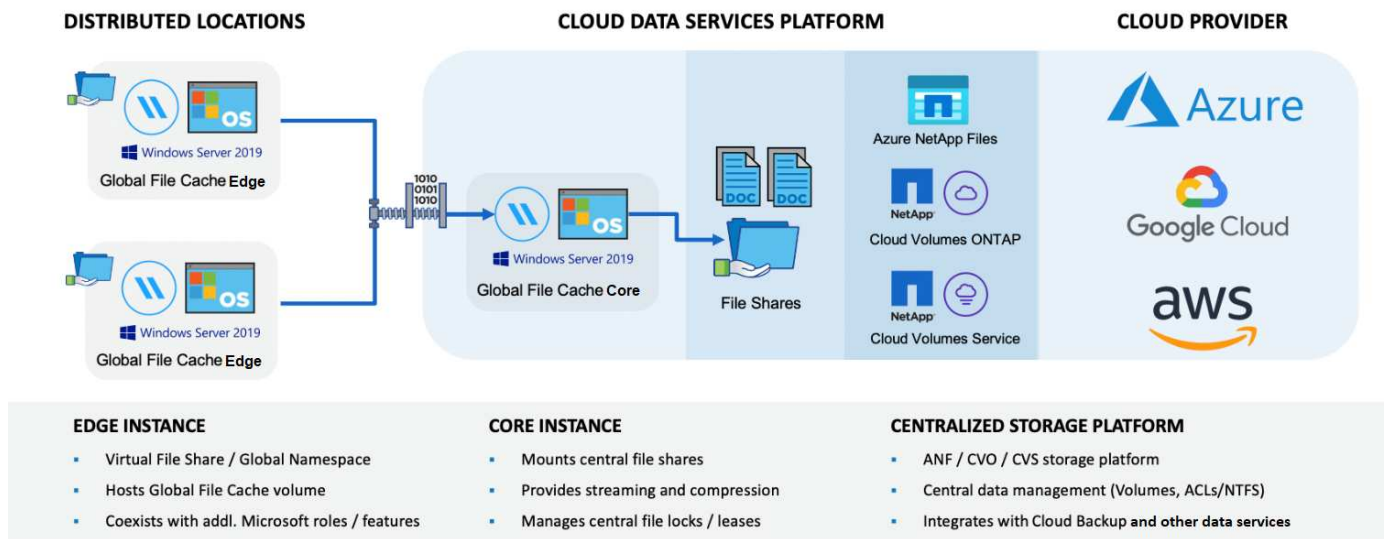 DISTRIBUTED LOCATIONS
CLOUD DATA SERVICES PLATFORM
CLOUD PROVIDER
OS
Windows Server 2019
Global File Cache Edge
OS
Windows Server 2019
Global File Cache Edge
1010
0101
1010
OS
Windows Server 2019
Global File Cache Core
DOC
DOC
File Shares
Azure NetApp Files
NetApp
Cloud Volumes ONTAP
NetApp
Cloud Volumes Service
Azure
Google Cloud
aws
EDGE INSTANCE
Virtual File Share / Global Namespace
Hosts Global File Cache volume
Coexists with addl. Microsoft roles / features
CORE INSTANCE
Mounts central file shares
Provides streaming and compression
Manages central file locks / leases
CENTRALIZED STORAGE PLATFORM
ANF / CVO / CVS storage platform
Central data management (Volumes, ACLs/NTFS)
Integrates with Cloud Backup and other data services